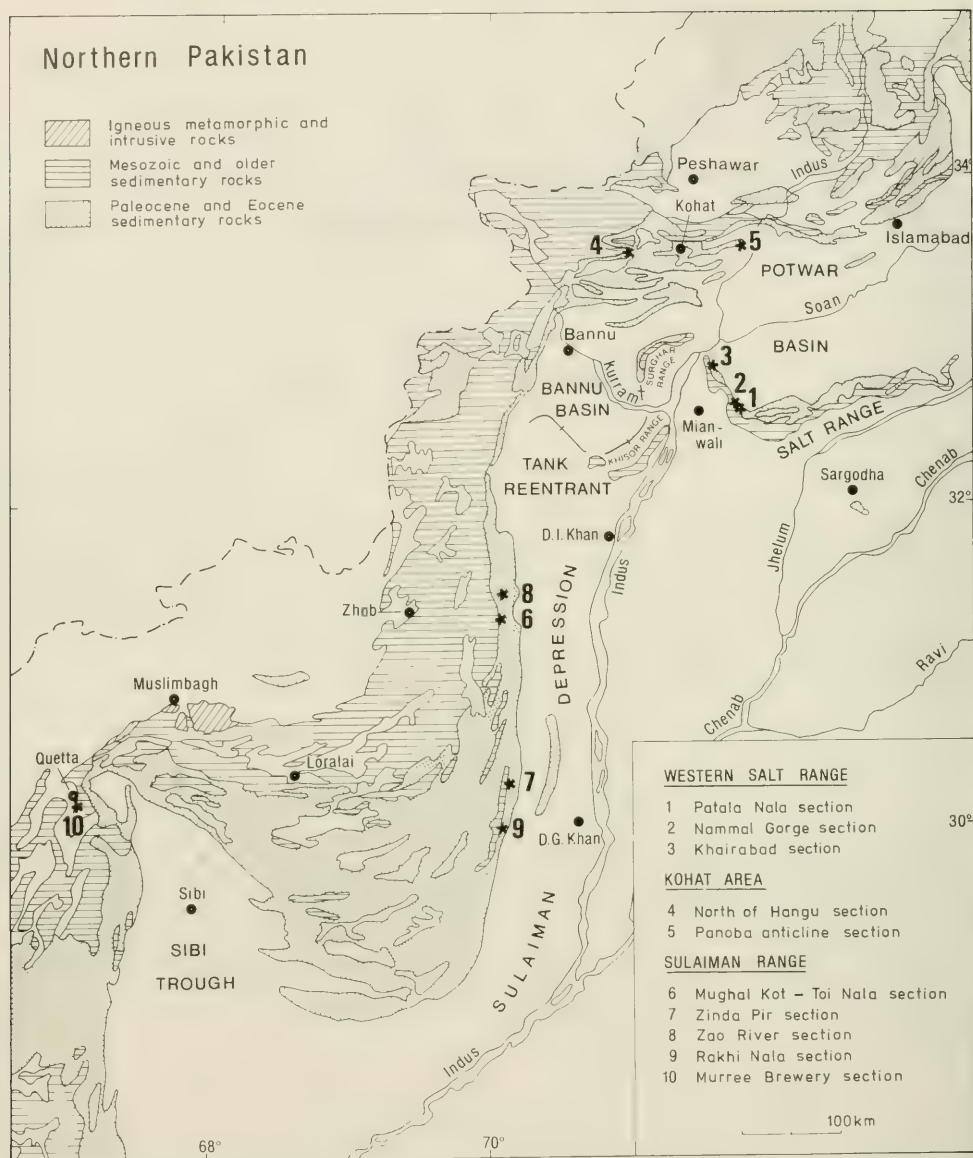 Northern Pakistan
Igneous metamorphic and
intrusive rocks
Mesozoic and older
sedimentary rocks
Paleocene and Eocene
sedimentary rocks
Peshawar
Indus
34°
Kohat
4
5
Islamabad
POTWAR
Soan
Bannu
Kurram
SURGHAR
RANGE
3
BASIN
BANNU
BASIN
2
1
Mian-
wali
SALT RANGE
KHISOR RANGE
TANK
REENTRANT
Sargodha
Chenab
32°
D.I. Khan
Indus
Jhelum
8
Zhob
6
DEPRESSION
Ravi
Muslimbagh
Chenab
Quetta
Loralai
7
10
9
D.G. Khan
30°
Sibi
SIBI
TROUGH
SULAIMAN
Indus
WESTERN SALT RANGE
1 Patala Nala section
2 Nammal Gorge section
3 Khairabad section
KOHAT AREA
4 North of Hangu section
5 Panoba anticline section
SULAIMAN RANGE
6 Mughal Kot – Toi Nala section
7 Zinda Pir section
8 Zao River section
9 Rakhi Nala section
10 Murree Brewery section
100km
68°
70°